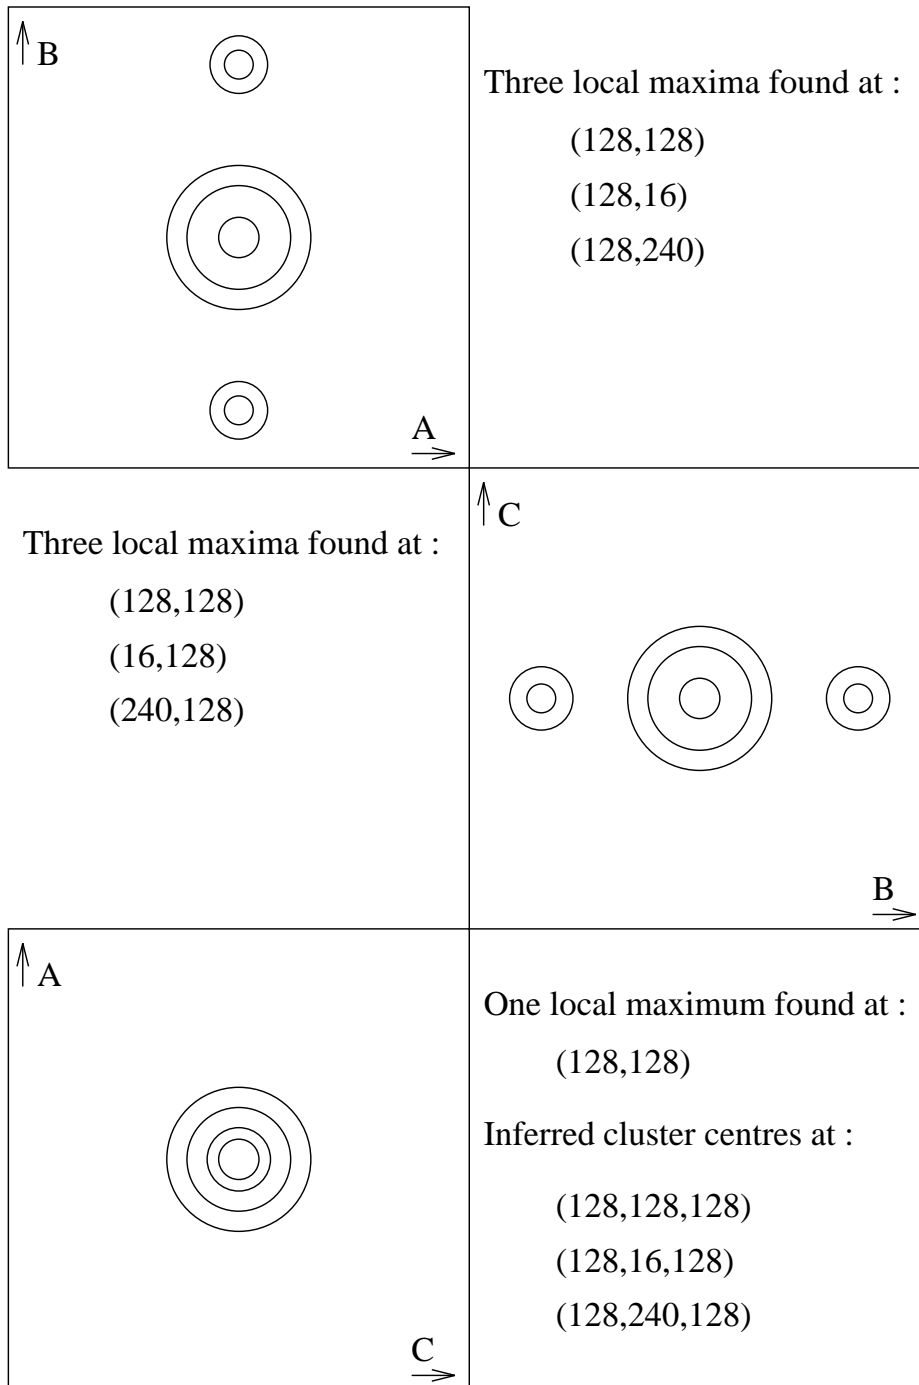 B
A
Three local maxima found at :
(128,128)
(128,16)
(128,240)
Three local maxima found at :
(128,128)
(16,128)
(240,128)
C
B
A
C
One local maximum found at :
(128,128)
Inferred cluster centres at :
(128,128,128)
(128,16,128)
(128,240,128)